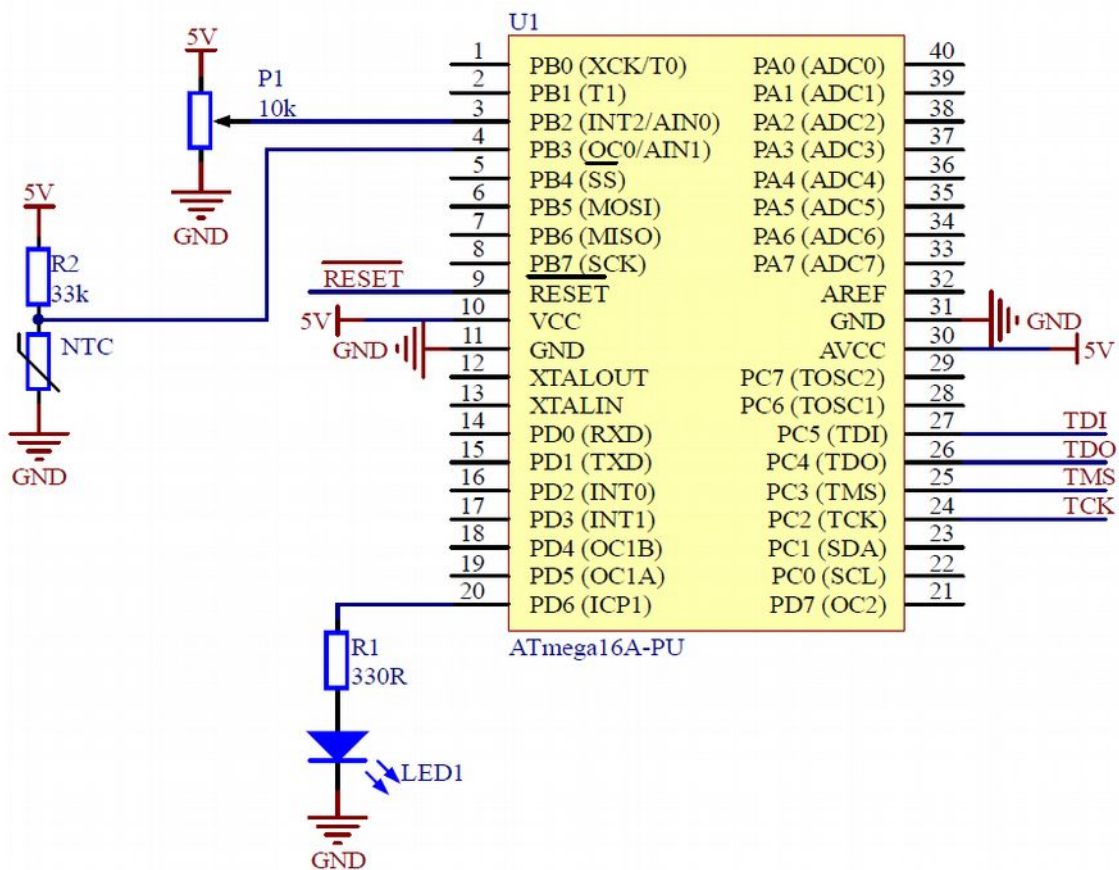 U1
5V
P1
10k
5V
R2
33k
NTC
GND
GND
RESET
5V
GND
1 PB0 (XCK/T0) PA0 (ADC0) 40
2 PB1 (T1) PA1 (ADC1) 39
3 PB2 (INT2/AIN0) PA2 (ADC2) 38
4 PB3 (OC0/AIN1) PA3 (ADC3) 37
5 PB4 (SS) PA4 (ADC4) 36
6 PB5 (MOSI) PA5 (ADC5) 35
7 PB6 (MISO) PA6 (ADC6) 34
8 PB7 (SCK) PA7 (ADC7) 33
9 RESET AREF 32
10 VCC GND 31
11 GND AVCC 30
12 XTALOUT PC7 (TOSC2) 29
13 XTALIN PC6 (TOSC1) 28
14 PD0 (RXD) PC5 (TDI) 27
15 PD1 (TXD) PC4 (TDO) 26
16 PD2 (INT0) PC3 (TMS) 25
17 PD3 (INT1) PC2 (TCK) 24
18 PD4 (OC1B) PC1 (SDA) 23
19 PD5 (OC1A) PC0 (SCL) 22
20 PD6 (ICP1) PD7 (OC2) 21
GND
5V
TDI
TDO
TMS
TCK
ATmega16A-PU
R1
330R
LED1
GND